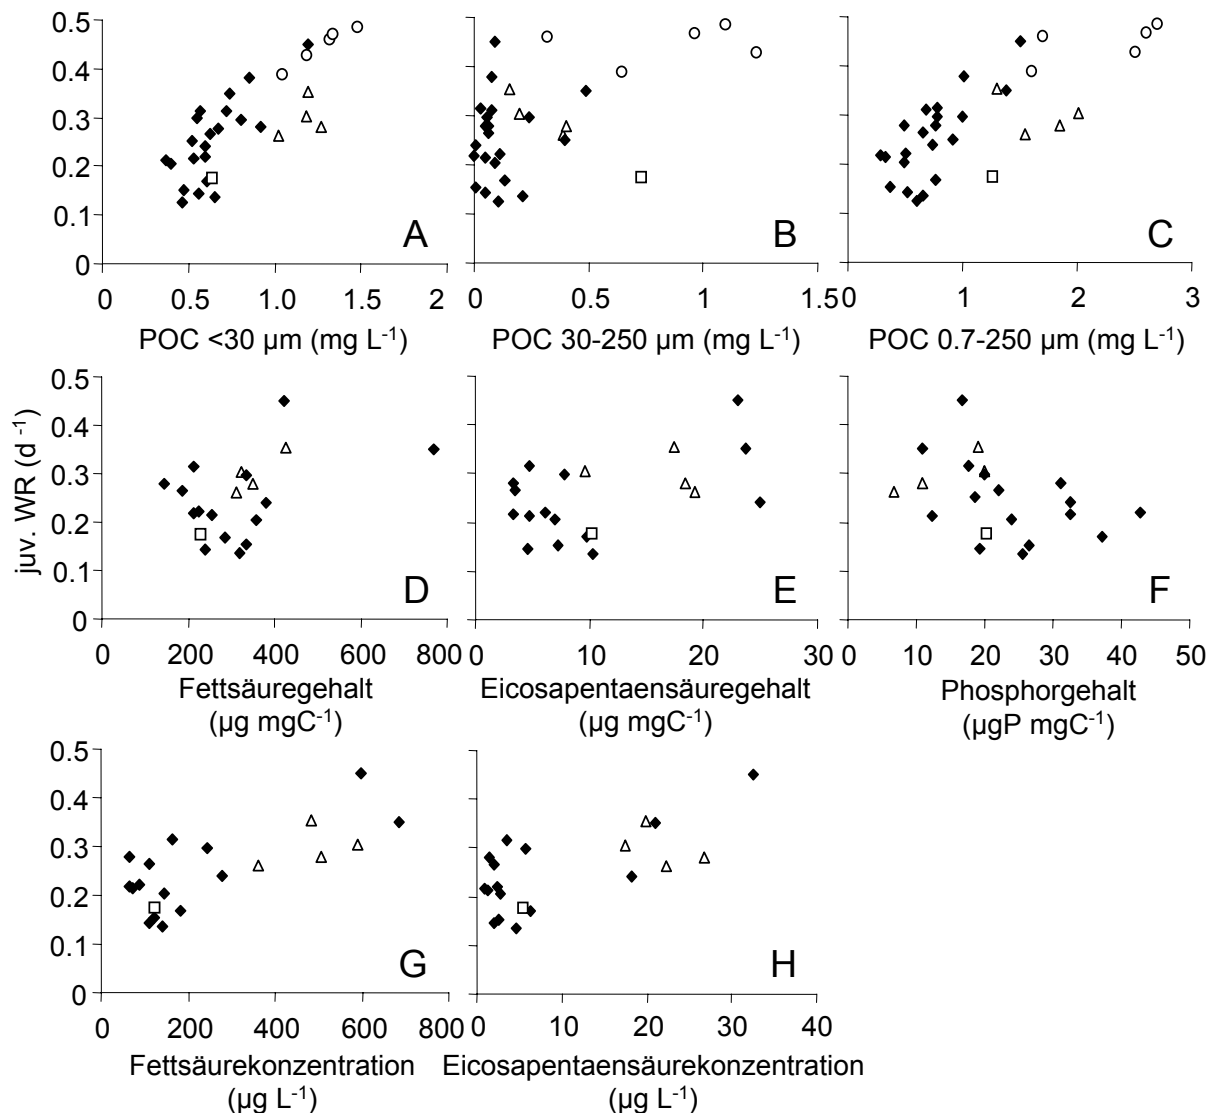 0.5
0.4
0.3
0.2
0.1
0
A
B
C
0 0.5 1.0 1.5 2
0 0.5 1 1.5
0 1 2 3
POC <30 µm (mg L⁻¹)
POC 30-250 µm (mg L⁻¹)
POC 0.7-250 µm (mg L⁻¹)
juv. WR (d ⁻¹)
0.5
0.4
0.3
0.2
0.1
0
D
E
F
0 200 400 600 800
0 10 20 30
0 10 20 30 40 50
Fettsäuregehalt
(µg mgC⁻¹)
Eicosapentaensäuregehalt
(µg mgC⁻¹)
Phosphorgehalt
(µgP mgC⁻¹)
0.5
0.4
0.3
0.2
0.1
0
G
H
0 200 400 600 800
0 10 20 30 40
Fettsäurekonzentration
(µg L⁻¹)
Eicosapentaensäurekonzentration
(µg L⁻¹)